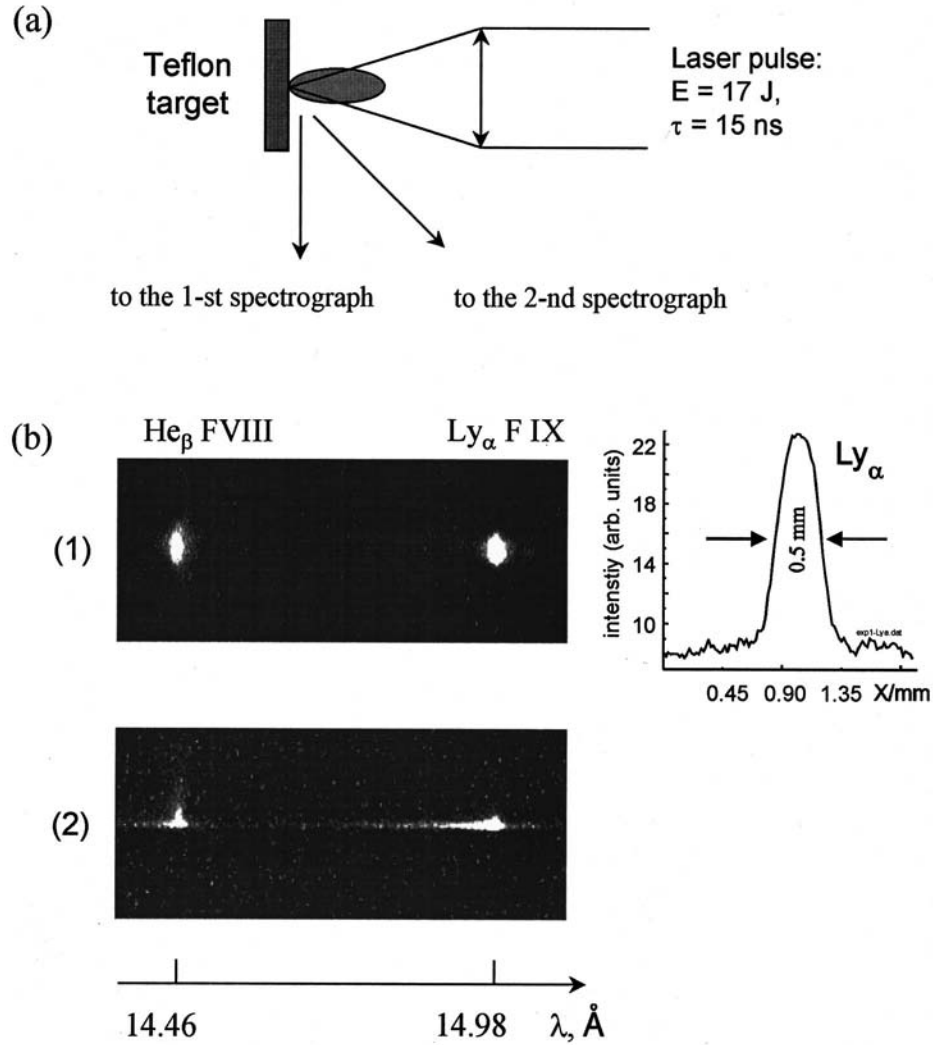 (a)
Teflon
target
Laser pulse:
E = 17 J,
τ = 15 ns
to the 1-st spectrograph
to the 2-nd spectrograph
(b)
He_β FVIII
Ly_α F IX
(1)
intenstiy (arb. units)
22
18
14
10
Ly_α
0.5 mm
exp1-Lya.dat
0.45 0.90 1.35 X/mm
(2)
14.46 14.98 λ, Å